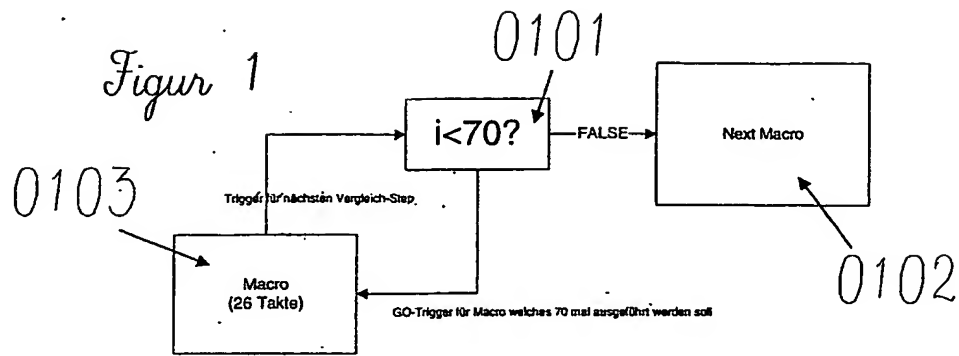 Figur 1
0101
i<70?
FALSE
Next Macro
0103
Trigger für nächsten Vergleich-Step
Macro
(26 Takte)
0102
GO-Trigger für Macro welches 70 mal ausgeführt werden soll